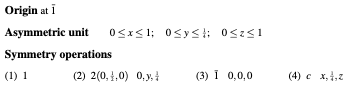 Origin at 1̄
Asymmetric unit 0≤x≤1; 0≤y≤¼; 0≤z≤1
Symmetry operations
(1) 1 (2) 2(0,½,0) 0,y,¼ (3) 1̄ 0,0,0 (4) c x,¼,z